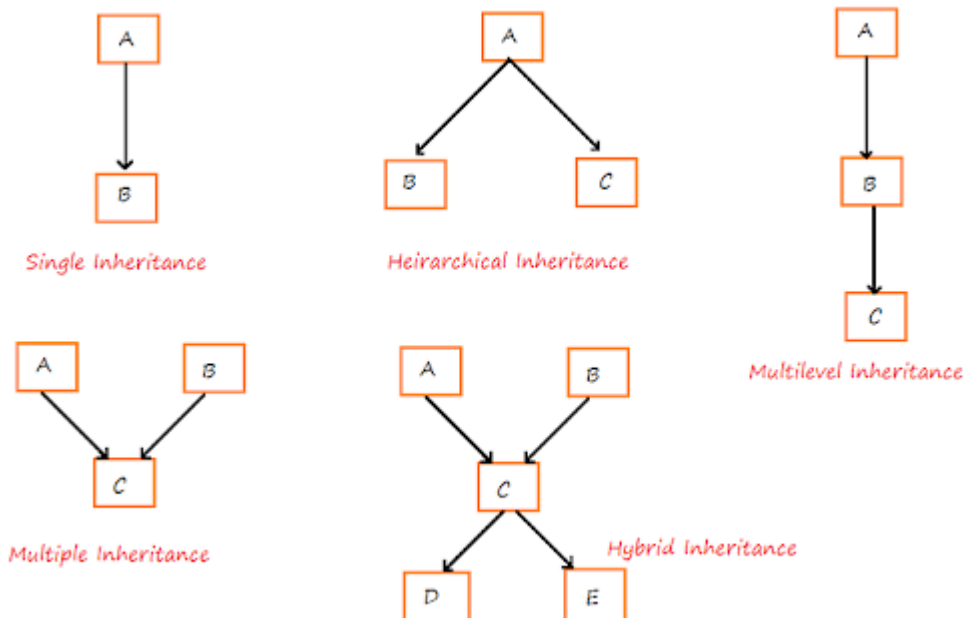 A
B
Single Inheritance
A
B
C
Heirarchical Inheritance
A
B
C
Multilevel Inheritance
A
B
C
Multiple Inheritance
A
B
C
D
E
Hybrid Inheritance